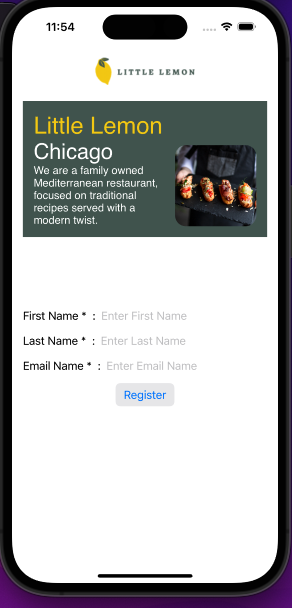 11:54
LITTLE LEMON
Little Lemon
Chicago
We are a family owned
Mediterranean restaurant,
focused on traditional
recipes served with a
modern twist.
First Name * : Enter First Name
Last Name * : Enter Last Name
Email Name * : Enter Email Name
Register